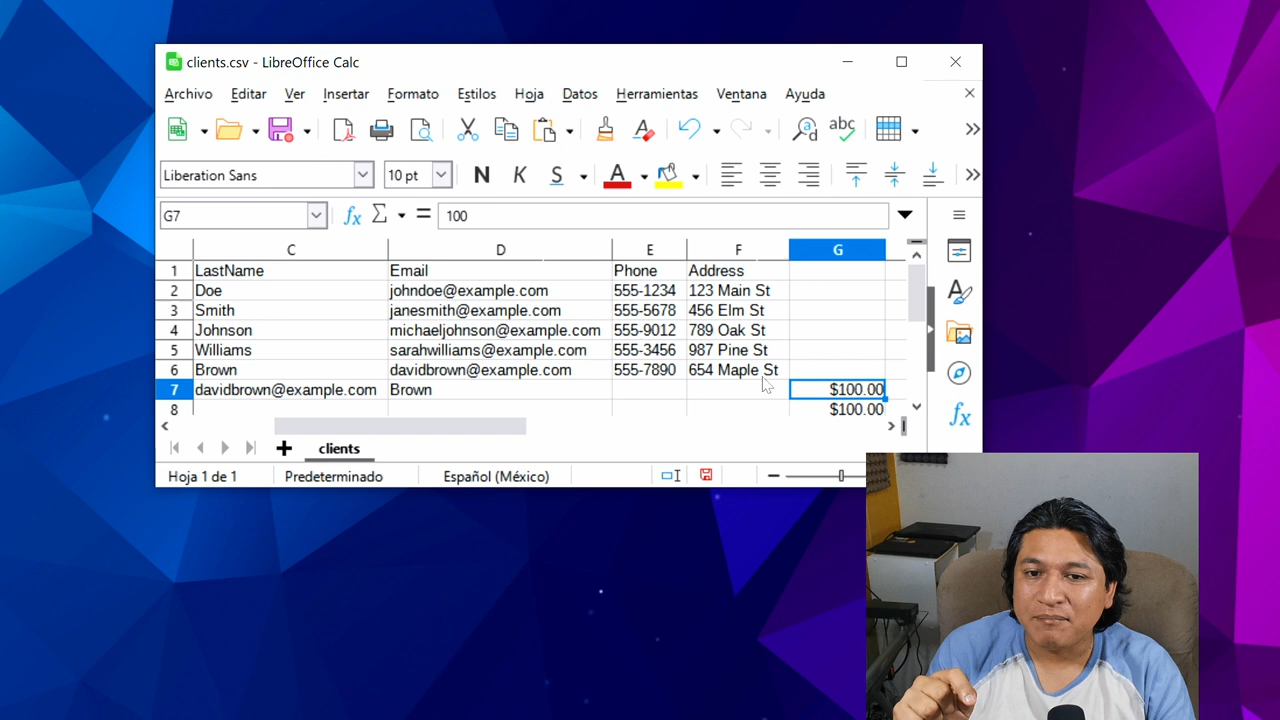 clients.csv - LibreOffice Calc
Archivo Editar Ver Insertar Formato Estilos Hoja Datos Herramientas Ventana Ayuda
abc
Liberation Sans 10 pt N K S A
G7 fx Σ = 100
C D E F G
1 LastName Email Phone Address
2 Doe johndoe@example.com 555-1234 123 Main St
3 Smith janesmith@example.com 555-5678 456 Elm St
4 Johnson michaeljohnson@example.com 555-9012 789 Oak St
5 Williams sarahwilliams@example.com 555-3456 987 Pine St
6 Brown davidbrown@example.com 555-7890 654 Maple St
7 davidbrown@example.com Brown $100.00
8 $100.00
clients
Hoja 1 de 1 Predeterminado Español (México)